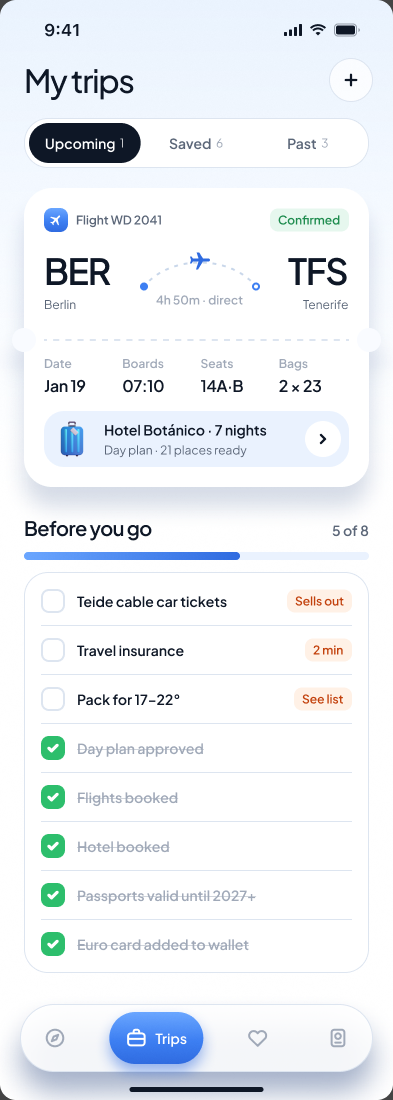 9:41
My trips
+
Upcoming 1 Saved 6 Past 3
Flight WD 2041 Confirmed
BER TFS
Berlin 4h 50m · direct Tenerife
Date Boards Seats Bags
Jan 19 07:10 14A·B 2 × 23
Hotel Botánico · 7 nights
Day plan · 21 places ready
Before you go 5 of 8
Teide cable car tickets Sells out
Travel insurance 2 min
Pack for 17–22° See list
Day plan approved
Flights booked
Hotel booked
Passports valid until 2027+
Euro card added to wallet
Trips